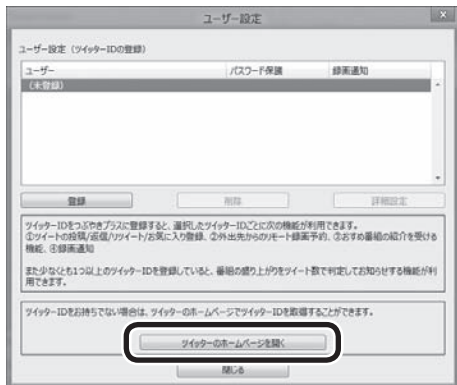 ユーザー設定
ユーザー設定 (ツイッターIDの登録)
ユーザー パスワード保護 録画通知
(未登録)
登録 削除 詳細設定
ツイッターIDをつぶやきプラスに登録すると、選択したツイッターIDごとに次の機能が利用できます。
①ツイートの投稿/返信/リツイート/お気に入り登録、②外出先からのリモート録画予約、③おすすめ番組の紹介を受ける
機能、④録画通知
また少なくとも1つ以上のツイッターIDを登録していると、番組の盛り上がりをツイート数で判定してお知らせする機能が利
用できます。
ツイッターIDをお持ちでない場合は、ツイッターのホームページでツイッターIDを取得することができます。
ツイッターのホームページを開く
閉じる